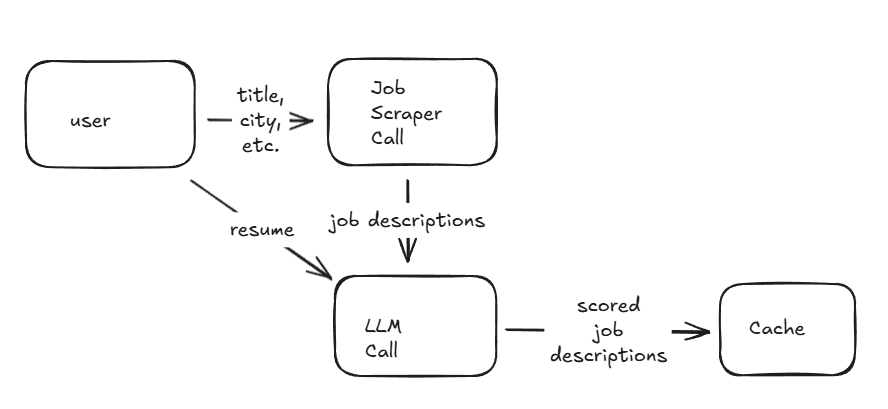 user
title,
city,
etc.
Job
Scraper
Call
resume
job descriptions
LLM
Call
scored
job
descriptions
Cache